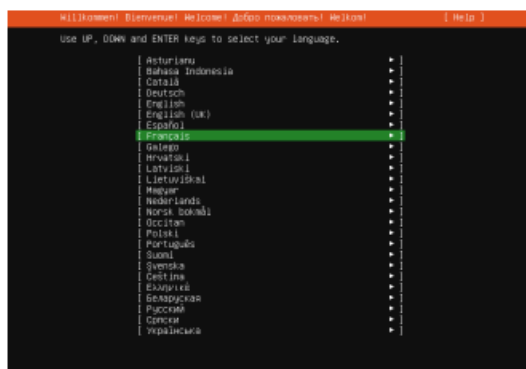 Willkommen! Bienvenue! Welcome! Добро пожаловать! Welkom! [ Help ]
Use UP, DOWN and ENTER keys to select your language.
[ Asturianu ▸ ]
[ Bahasa Indonesia ▸ ]
[ Català ▸ ]
[ Deutsch ▸ ]
[ English ▸ ]
[ English (UK) ▸ ]
[ Español ▸ ]
[ Français ▸ ]
[ Galego ▸ ]
[ Hrvatski ▸ ]
[ Latviski ▸ ]
[ Lietuviškai ▸ ]
[ Magyar ▸ ]
[ Nederlands ▸ ]
[ Norsk bokmål ▸ ]
[ Occitan ▸ ]
[ Polski ▸ ]
[ Português ▸ ]
[ Suomi ▸ ]
[ Svenska ▸ ]
[ Čeština ▸ ]
[ Ελληνικά ▸ ]
[ Беларуская ▸ ]
[ Русский ▸ ]
[ Српски ▸ ]
[ Українська ▸ ]